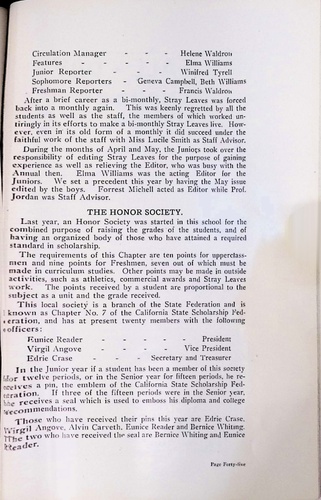 Circulation Manager - - - Helene Waldron
Features - - - - - Elma Williams
Junior Reporter - - - Winifred Tyrell
Sophomore Reporters - Geneva Campbell, Beth Williams
Freshman Reporter - - - Francis Waldron
After a brief career as a bi-monthly, Stray Leaves was forced
back into a monthly again. This was keenly regretted by all the
students as well as the staff, the members of which worked un-
tiringly in its efforts to make a bi-monthly Stray Leaves live. How-
ever, even in its old form of a monthly it did succeed under the
faithful work of the staff with Miss Lucile Smith as Staff Advisor.
During the months of April and May, the Juniors took over the
responsibility of editing Stray Leaves for the purpose of gaining
experience as well as relieving the Editor, who was busy with the
Annual then. Elma Williams was the acting Editor for the
Juniors. We set a precedent this year by having the May issue
edited by the boys. Forrest Michell acted as Editor while Prof.
Jordan was Staff Advisor.
THE HONOR SOCIETY.
Last year, an Honor Society was started in this school for the
combined purpose of raising the grades of the students, and of
having an organized body of those who have attained a required
standard in scholarship.
The requirements of this Chapter are ten points for upperclass-
men and nine points for Freshmen, seven out of which must be
made in curriculum studies. Other points may be made in outside
activities, such as athletics, commercial awards and Stray Leaves
work. The points received by a student are proportional to the
subject as a unit and the grade received.
This local society is a branch of the State Federation and is
known as Chapter No. 7 of the California State Scholarship Fed-
eration, and has at present twenty members with the following
officers:
Eunice Reader - - - - President
Virgil Angove - - - Vice President
Edric Crase - - Secretary and Treasurer
In the Junior year if a student has been a member of this society
for twelve periods, or in the Senior year for fifteen periods, he re-
ceives a pin, the emblem of the California State Scholarship Fed-
eration. If three of the fifteen periods were in the Senior year,
he receives a seal which is used to emboss his diploma and college
recommendations.
Those who have received their pins this year are Edric Crase,
Virgil Angove, Alvin Carveth, Eunice Reader and Bernice Whiting.
The two who have received the seal are Bernice Whiting and Eunice
Reader.
Page Forty-five